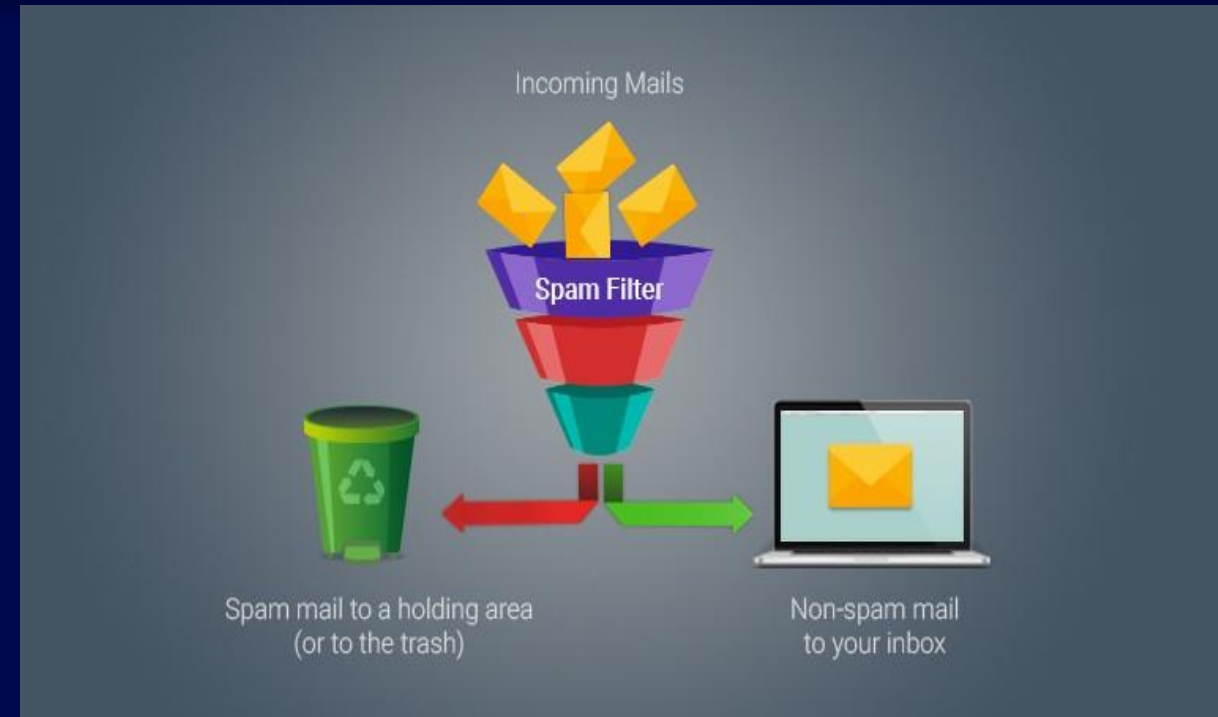 Incoming Mails
Spam Filter
Spam mail to a holding area
(or to the trash)
Non-spam mail
to your inbox